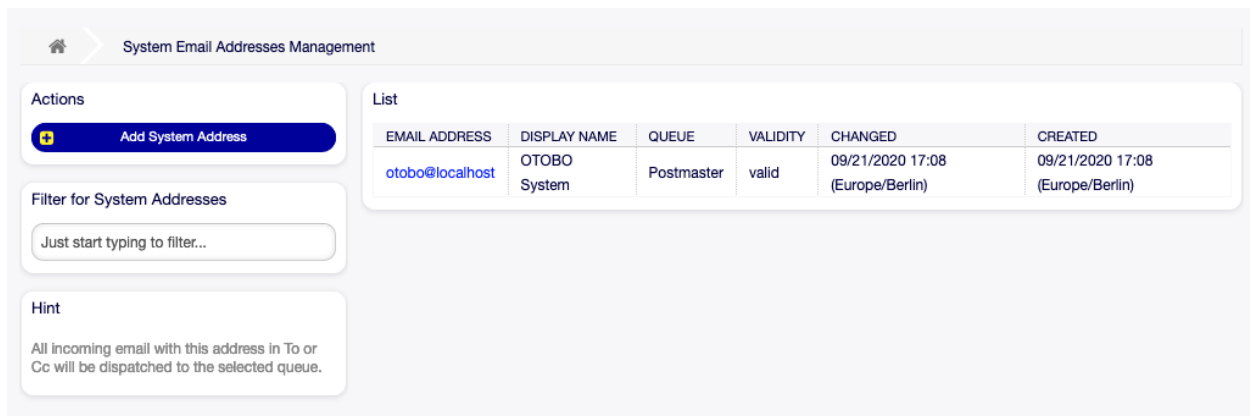 System Email Addresses Management
Actions
Add System Address
Filter for System Addresses
Just start typing to filter...
Hint
All incoming email with this address in To or
Cc will be dispatched to the selected queue.
List
EMAIL ADDRESS DISPLAY NAME QUEUE VALIDITY CHANGED CREATED
otobo@localhost OTOBO System Postmaster valid 09/21/2020 17:08 (Europe/Berlin) 09/21/2020 17:08 (Europe/Berlin)